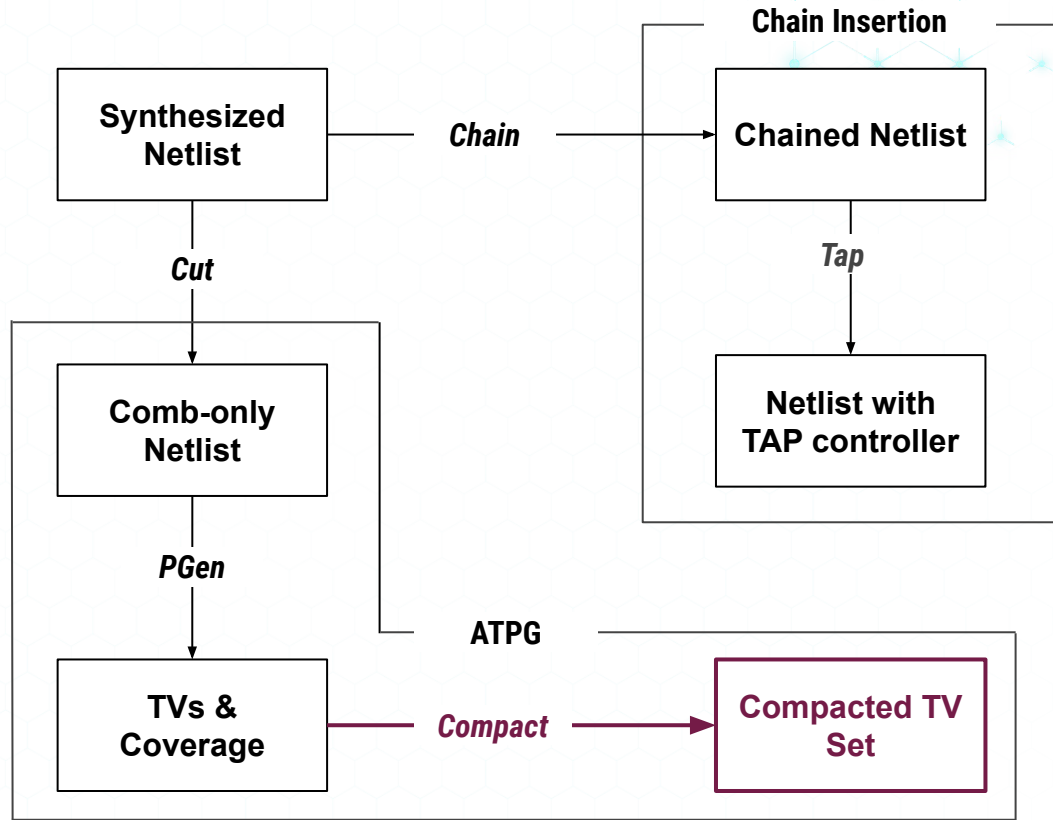 Chain Insertion
Synthesized
Netlist
Chain
Chained Netlist
Cut
Tap
Comb-only
Netlist
Netlist with
TAP controller
PGen
ATPG
TVs &
Coverage
Compact
Compacted TV
Set